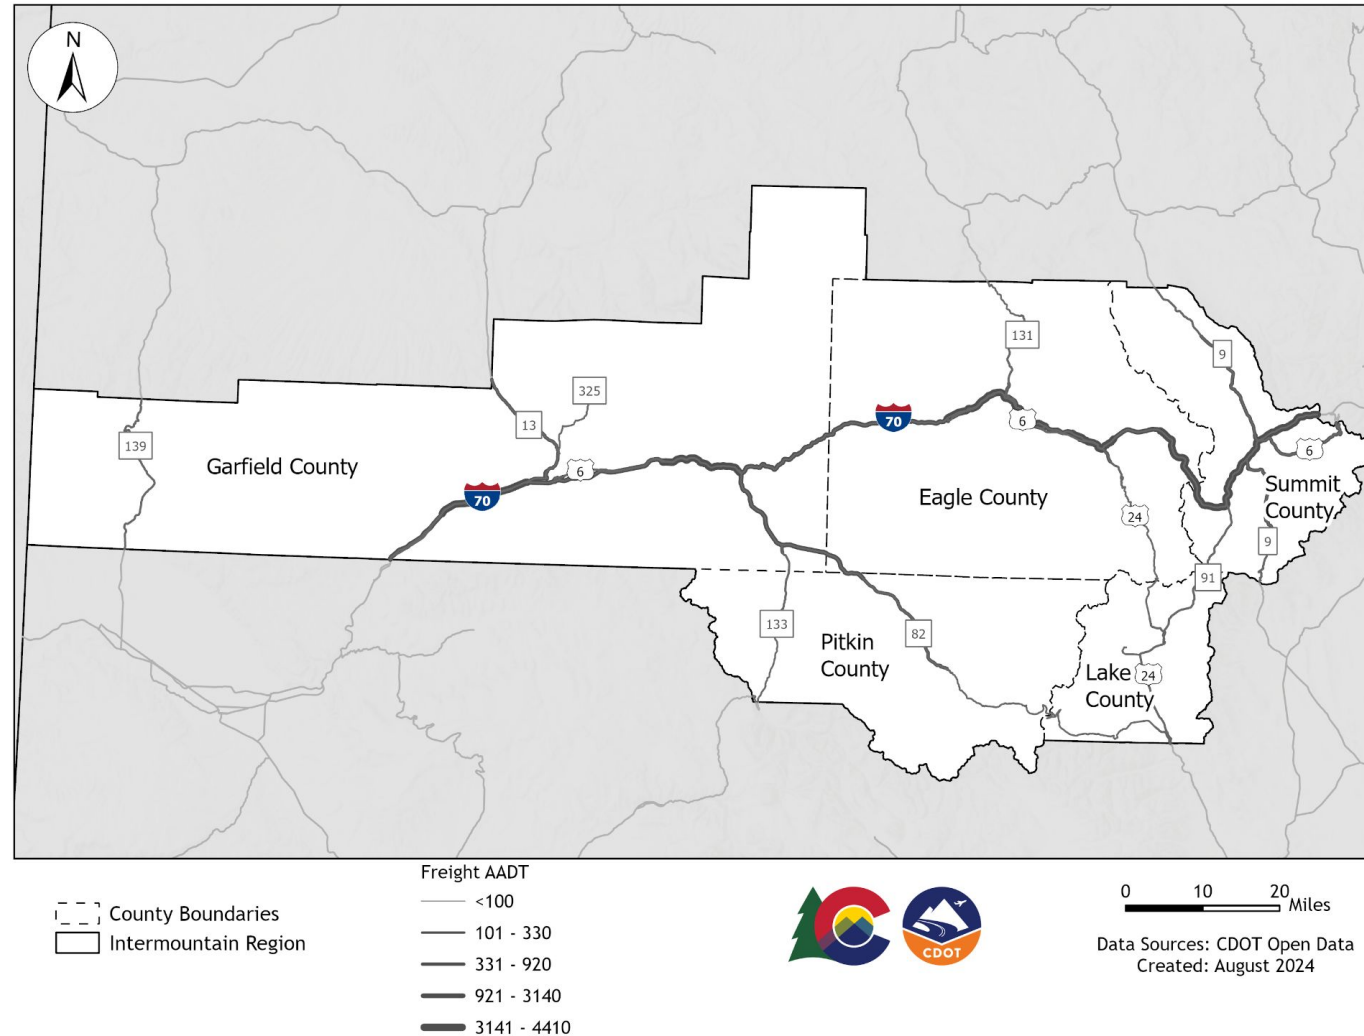 N
131
9
325
13
70
6
6
139
Garfield County
6
70
Eagle County
Summit
County
24
9
91
133
82
Pitkin
County
Lake
County
24
Freight AADT
<100
101 - 330
331 - 920
921 - 3140
3141 - 4410
County Boundaries
Intermountain Region
CDOT
0 10 20
Miles
Data Sources: CDOT Open Data
Created: August 2024